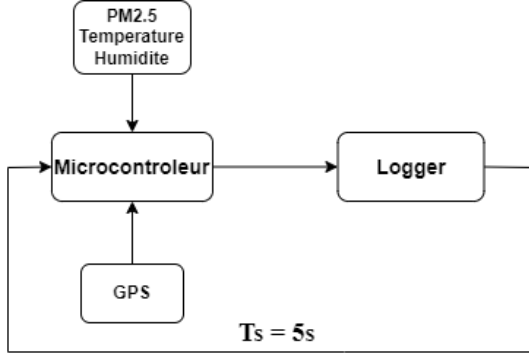 PM2.5
Temperature
Humidite
Microcontroleur
Logger
GPS
Ts = 5s